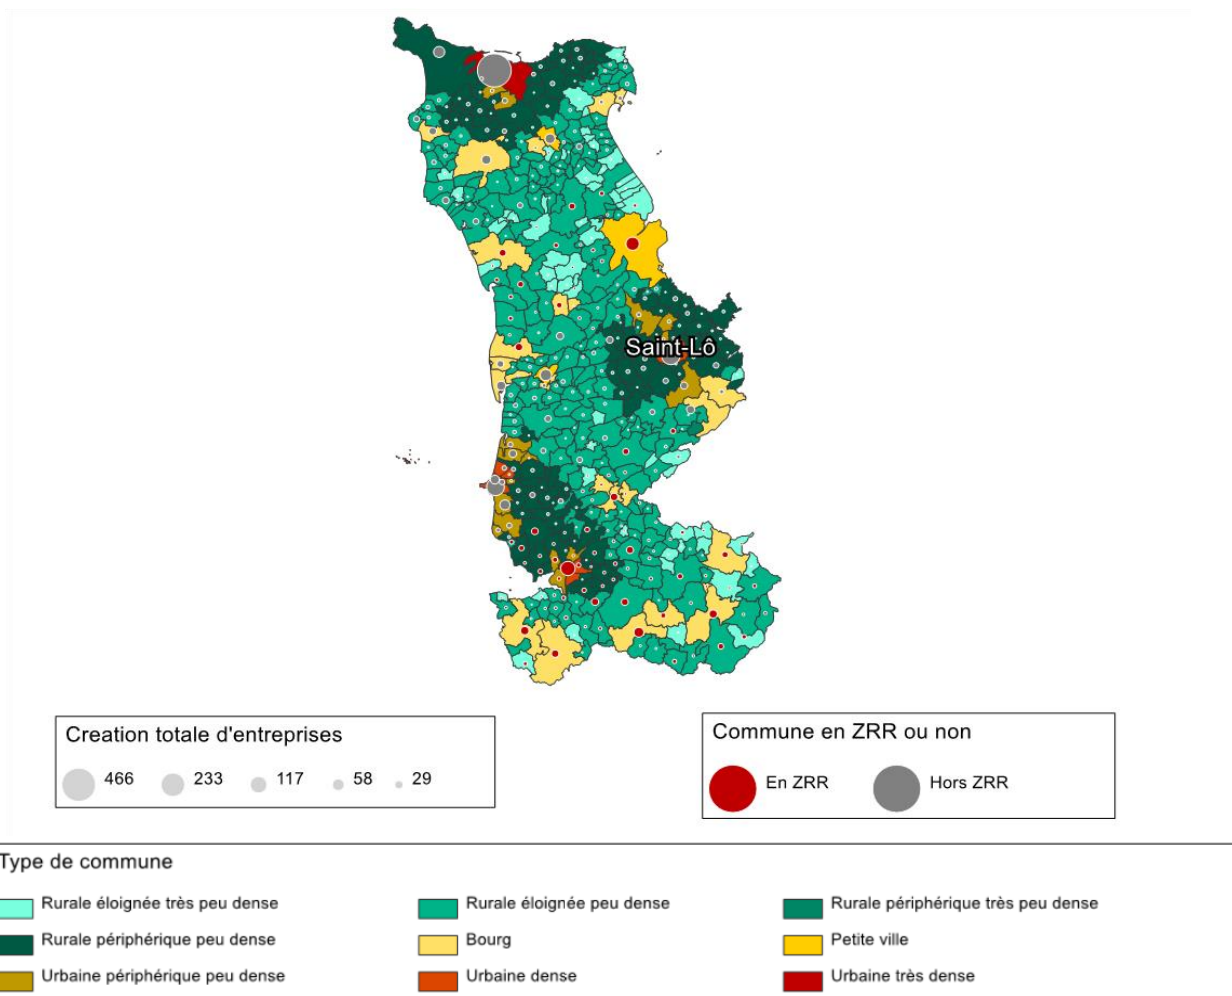 Saint-Lô
Creation totale d'entreprises
466 233 117 58 29
Commune en ZRR ou non
En ZRR Hors ZRR
Type de commune
Rurale éloignée très peu dense Rurale éloignée peu dense Rurale périphérique très peu dense
Rurale périphérique peu dense Bourg Petite ville
Urbaine périphérique peu dense Urbaine dense Urbaine très dense